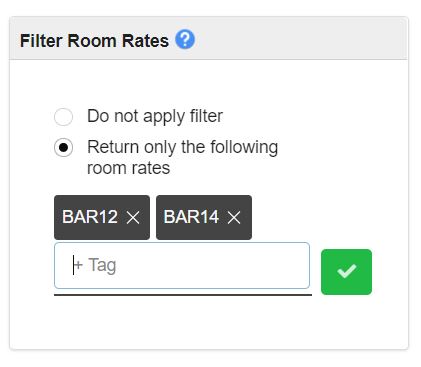 Filter Room Rates ?
Do not apply filter
Return only the following
room rates
BAR12 × BAR14 ×
+ Tag